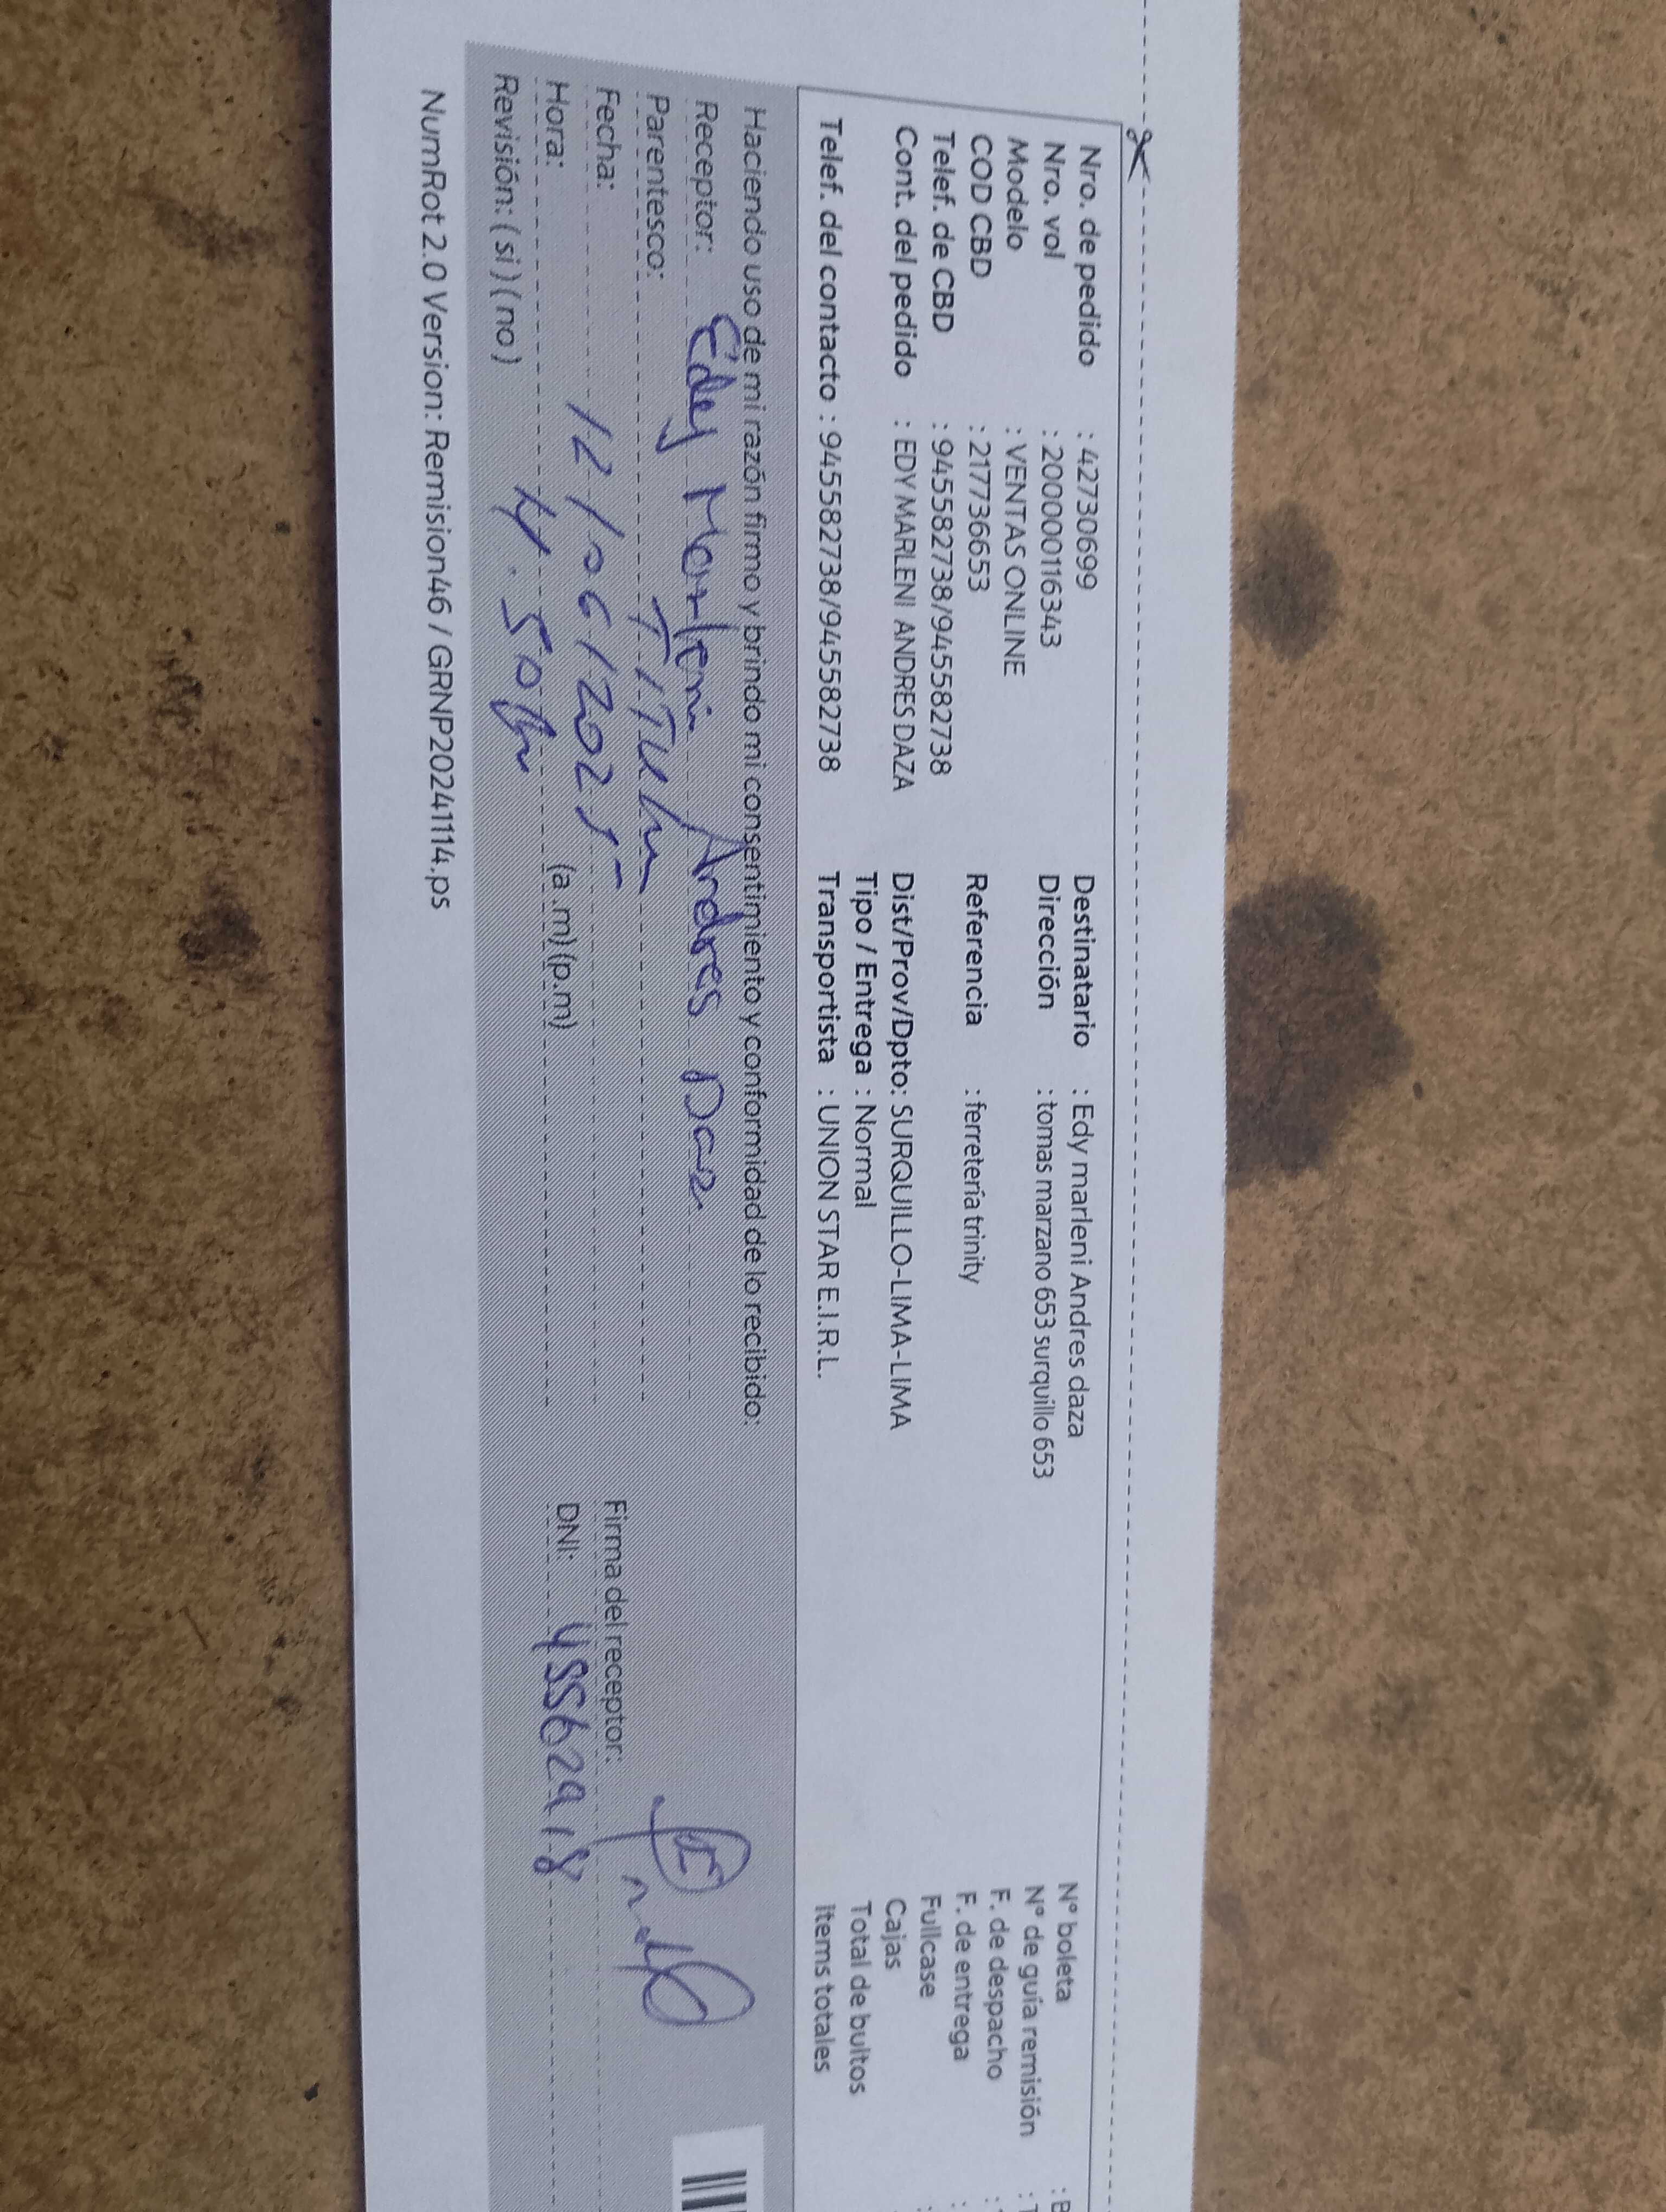 Nro. de pedido : 42730699
Nro. vol : 2000000116343
Modelo : VENTAS ONLINE
COD CBD : 217736653
Telef. de CBD : 945582738/945582738
Cont. del pedido : EDY MARLENI ANDRES DAZA
Telef. del contacto : 945582738/945582738
Destinatario : Edy marleni Andres daza
Dirección : tomas marzano 653 surquillo 653
Referencia : ferretería trinity
Dist/Prov/Dpto: SURQUILLO-LIMA-LIMA
Tipo / Entrega : Normal
Transportista : UNION STAR E.I.R.L.
Nº boleta : B
Nº de guía remisión : T
F. de despacho :
F. de entrega :
Fullcase :
Cajas
Total de bultos
Items totales
Haciendo uso de mi razón firmo y brindo mi consentimiento y conformidad de lo recibido:
Receptor: Edey Marleni Andres Daz
Parentesco: TITULar
Fecha: 12/06/2025
Hora: 4:50 (a .m) (p.m)
Revisión: ( si ) ( no )
Firma del receptor:
DNI: 45562918
NumRot 2.0 Version: Remision46 / GRNP20241114.ps